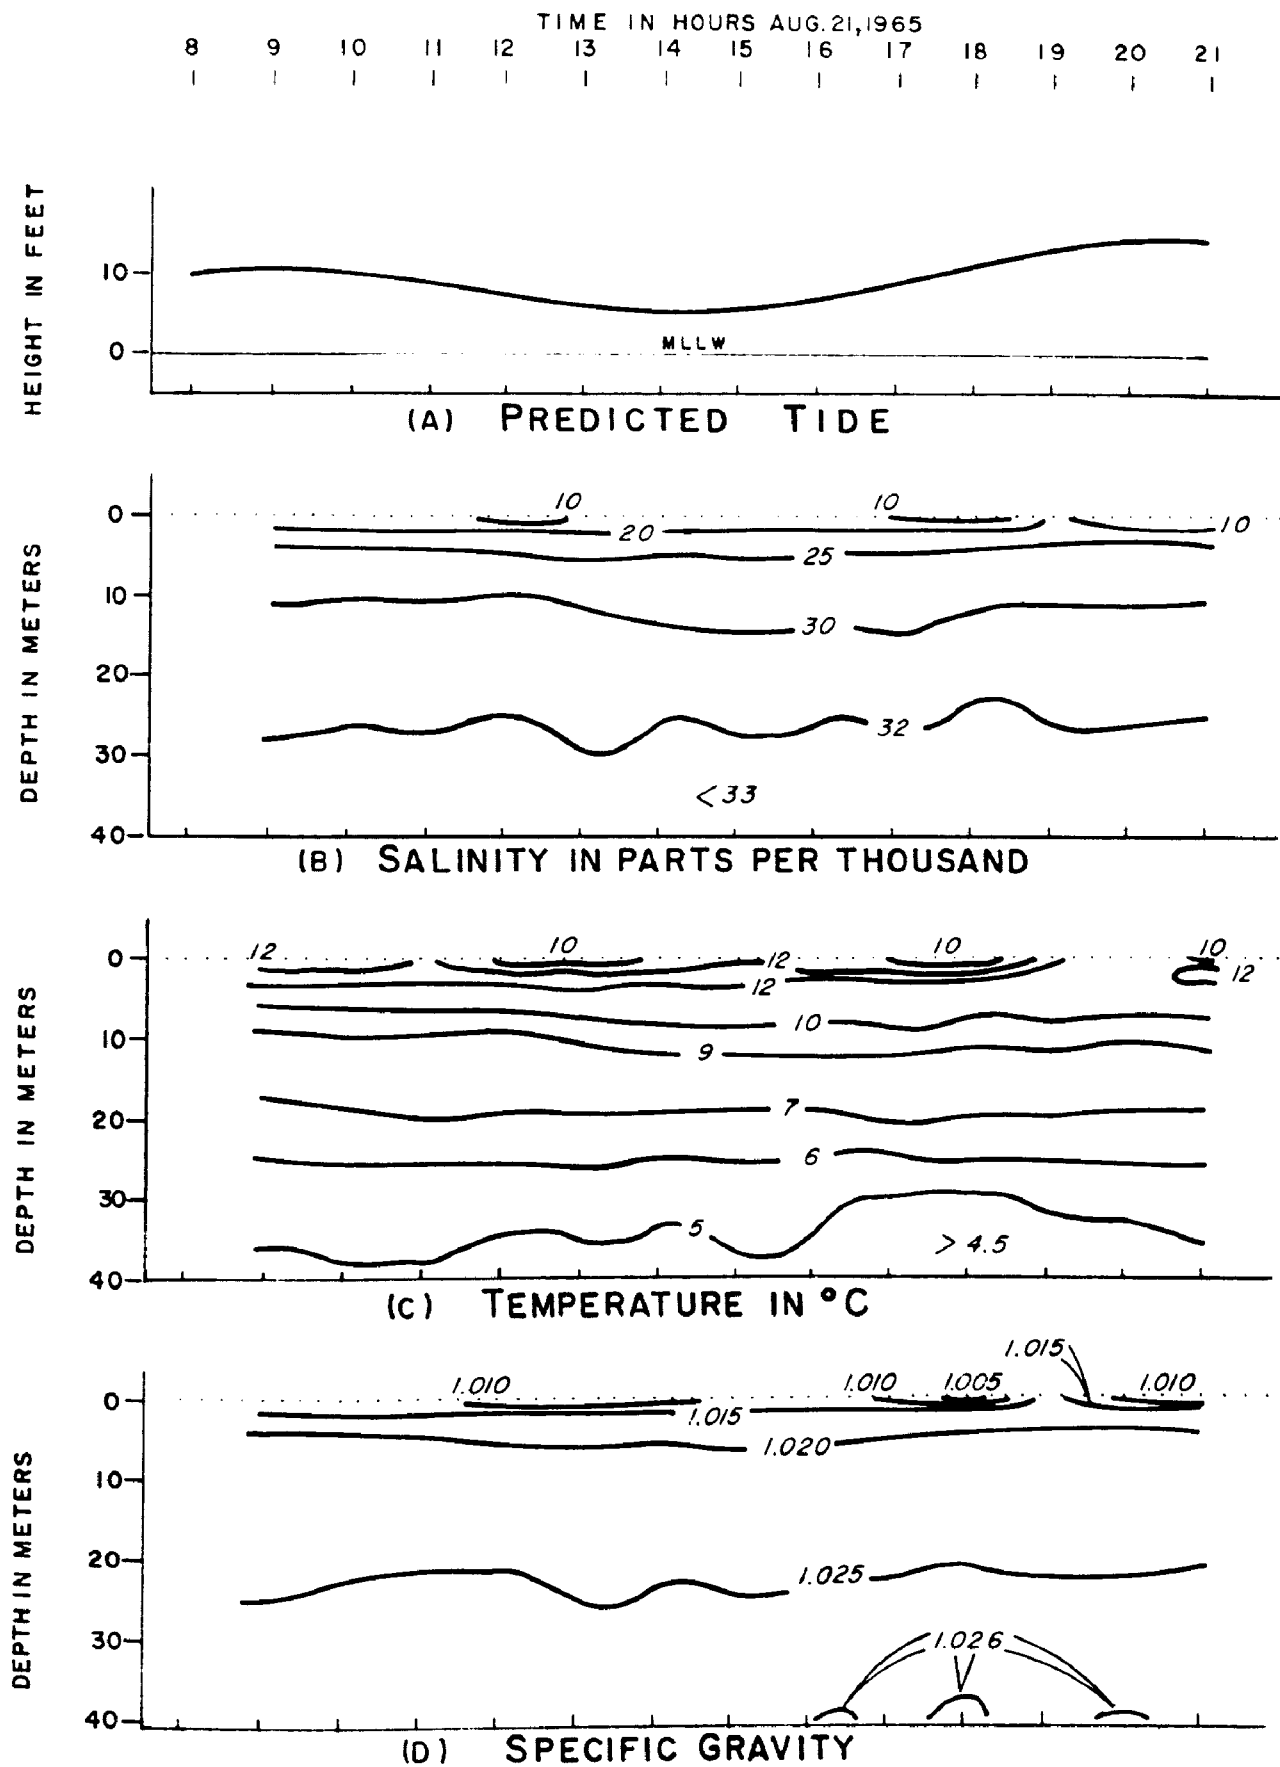 TIME IN HOURS AUG. 21, 1965
8 9 10 11 12 13 14 15 16 17 18 19 20 21
HEIGHT IN FEET
10
0
MLLW
(A) PREDICTED TIDE
DEPTH IN METERS
0
10
20
30
40
10 10 10
20
25
30
32
<33
(B) SALINITY IN PARTS PER THOUSAND
DEPTH IN METERS
0
10
20
30
40
12 10 12 10 10
12 12
10
9
7
6
5
> 4.5
(C) TEMPERATURE IN °C
DEPTH IN METERS
0
10
20
30
40
1.015
1.010 1.010 1.005 1.010
1.015
1.020
1.025
1.026
(D) SPECIFIC GRAVITY